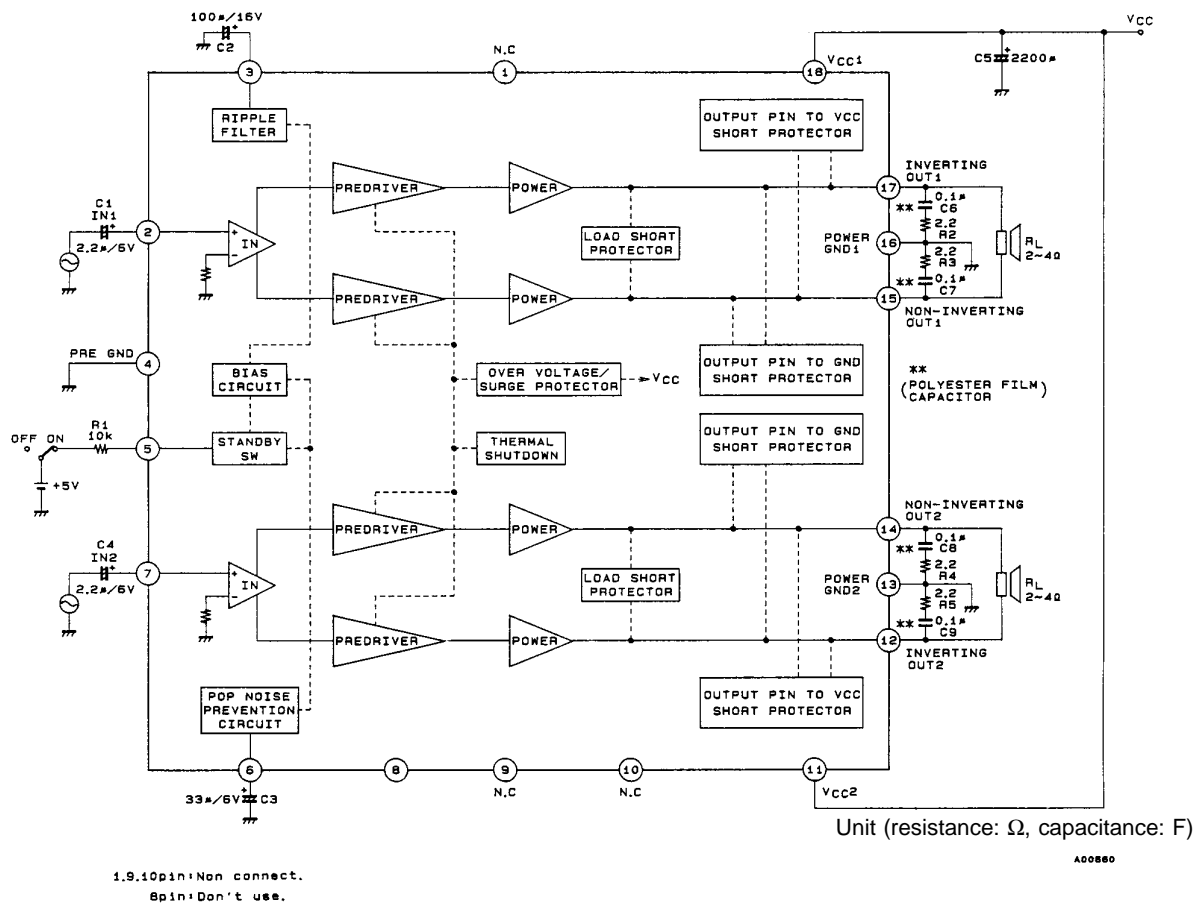 100μ/16V
C2
N.C
VCC
3
1
18
VCC1
C5
2200μ
RIPPLE
FILTER
OUTPUT PIN TO VCC
SHORT PROTECTOR
PREDRIVER
POWER
17
INVERTING
OUT1
C1
IN1
2.2μ/6V
2
IN
LOAD SHORT
PROTECTOR
**
0.1μ
C6
2.2
R2
POWER
GND1
16
2.2
R3
**
0.1μ
C7
RL
2~4Ω
PREDRIVER
POWER
15
NON-INVERTING
OUT1
PRE GND
4
BIAS
CIRCUIT
OVER VOLTAGE/
SURGE PROTECTOR
VCC
OUTPUT PIN TO GND
SHORT PROTECTOR
**
(POLYESTER FILM)
CAPACITOR
OFF ON
R1
10k
5
STANDBY
SW
+5V
THERMAL
SHUTDOWN
OUTPUT PIN TO GND
SHORT PROTECTOR
PREDRIVER
POWER
14
NON-INVERTING
OUT2
C4
IN2
2.2μ/6V
7
IN
LOAD SHORT
PROTECTOR
**
0.1μ
C8
2.2
R4
POWER
GND2
13
2.2
R5
**
0.1μ
C9
RL
2~4Ω
PREDRIVER
POWER
12
INVERTING
OUT2
POP NOISE
PREVENTION
CIRCUIT
OUTPUT PIN TO VCC
SHORT PROTECTOR
6
8
9
10
11
33μ/6V
C3
N.C
N.C
VCC2
Unit (resistance: Ω, capacitance: F)
A00860
1.9.10pin:Non connect.
8pin:Don't use.